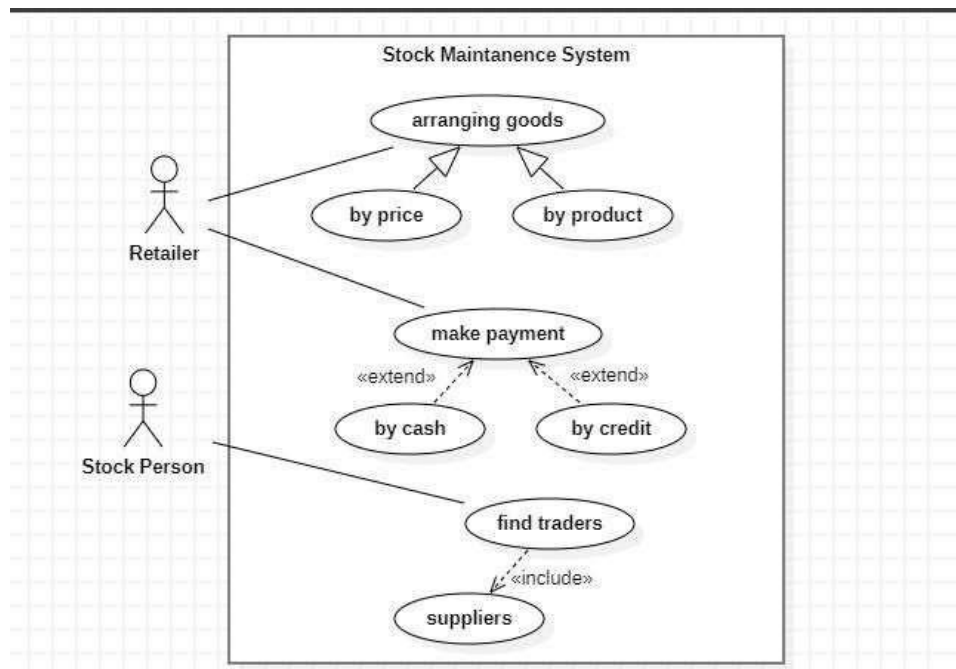 Stock Maintanence System
arranging goods
by price
by product
Retailer
make payment
«extend»
«extend»
by cash
by credit
Stock Person
find traders
«include»
suppliers